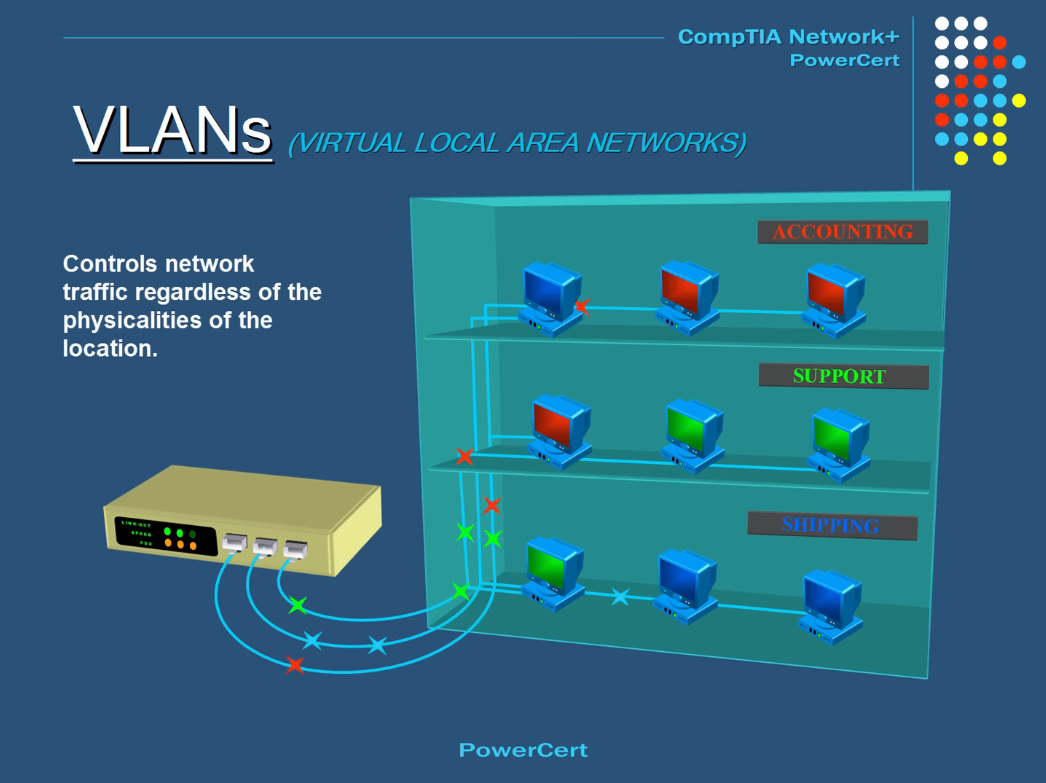 CompTIA Network+
PowerCert
VLANs (VIRTUAL LOCAL AREA NETWORKS)
Controls network
traffic regardless of the
physicalities of the
location.
ACCOUNTING
SUPPORT
SHIPPING
LINK/ACT
SPEED
FDX
PowerCert